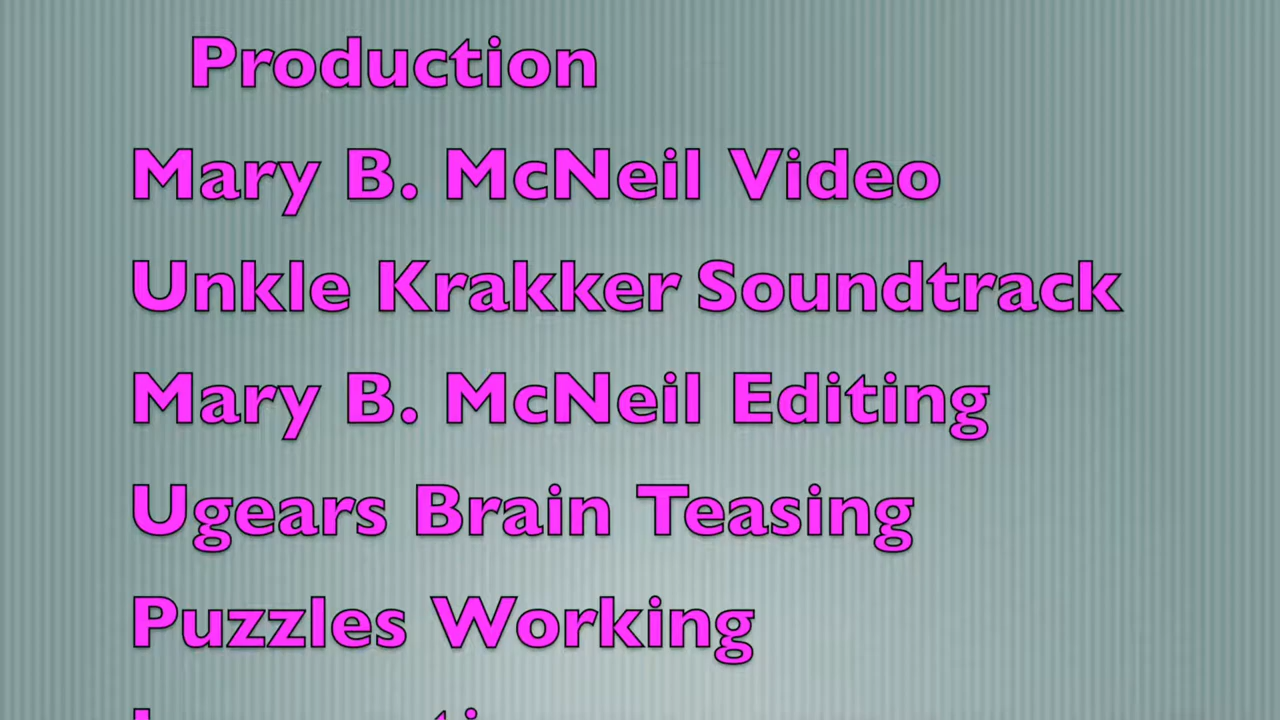 Production
Mary B. McNeil Video
Unkle Krakker Soundtrack
Mary B. McNeil Editing
Ugears Brain Teasing
Puzzles Working